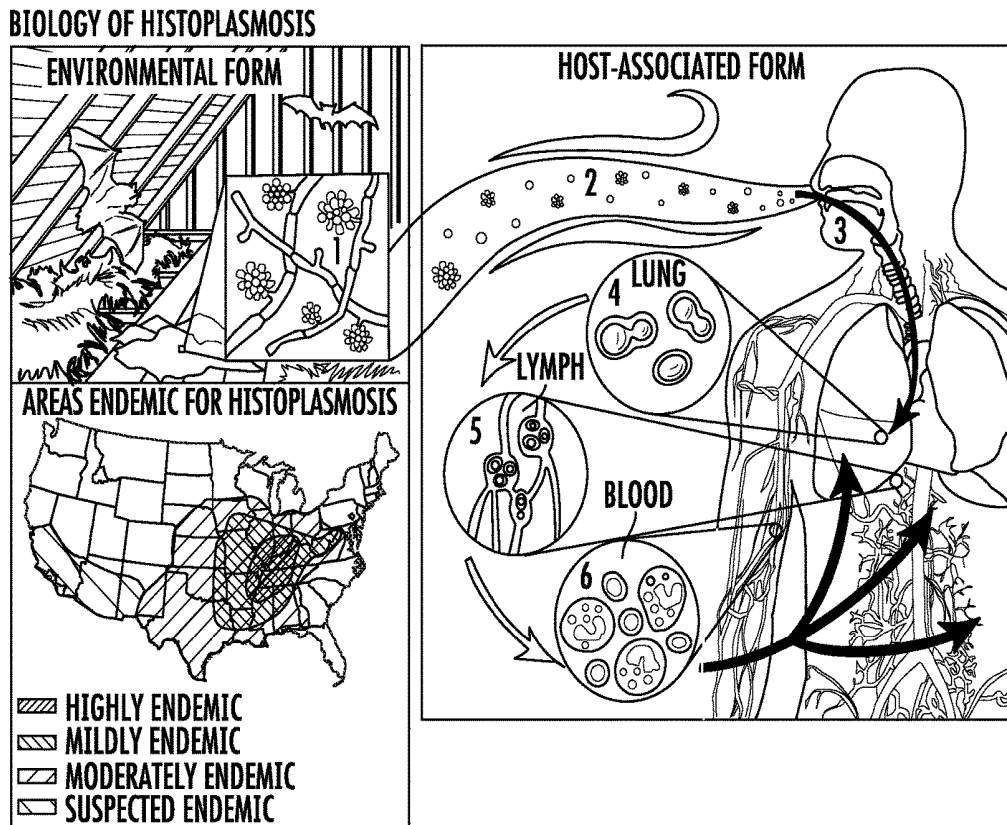 BIOLOGY OF HISTOPLASMOSIS
ENVIRONMENTAL FORM
1
AREAS ENDEMIC FOR HISTOPLASMOSIS
HIGHLY ENDEMIC
MILDLY ENDEMIC
MODERATELY ENDEMIC
SUSPECTED ENDEMIC
HOST-ASSOCIATED FORM
2
3
4
LUNG
LYMPH
5
BLOOD
6